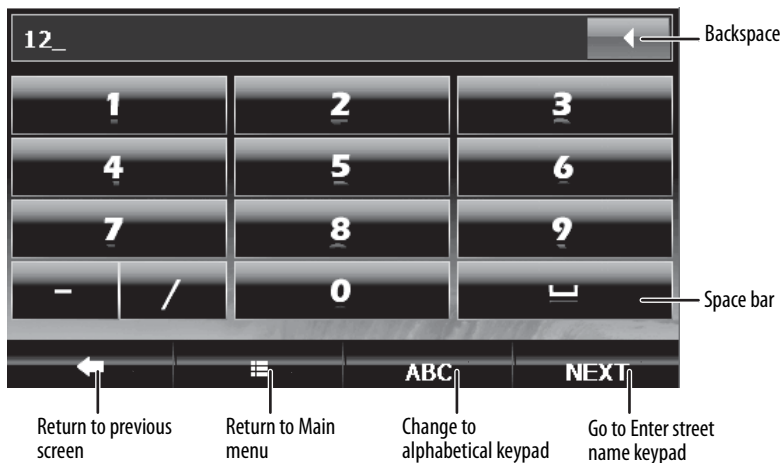 12_
Backspace
1 2 3
4 5 6
7 8 9
- / 0
Space bar
ABC NEXT
Return to previous
screen
Return to Main
menu
Change to
alphabetical keypad
Go to Enter street
name keypad